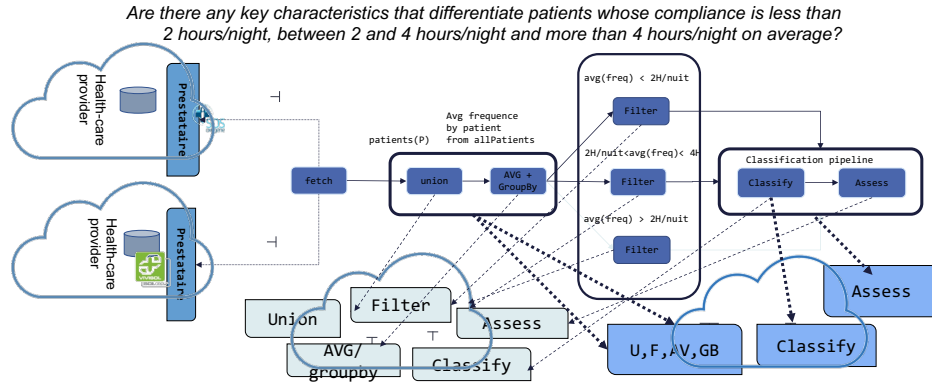 Are there any key characteristics that differentiate patients whose compliance is less than
2 hours/night, between 2 and 4 hours/night and more than 4 hours/night on average?
Health-care
provider
Prestataire
avg(freq) < 2H/nuit
Filter
Avg frequence
by patient
from allPatients
patients(P)
2H/nuit<avg(freq)< 4H
Classification pipeline
fetch
union
AVG +
GroupBy
Filter
Classify
Assess
avg(freq) > 2H/nuit
Filter
Health-care
provider
Prestataire
VIVISOL
Union
Filter
Assess
AVG/
groupby
Classify
U,F,AV,GB
Classify
Assess